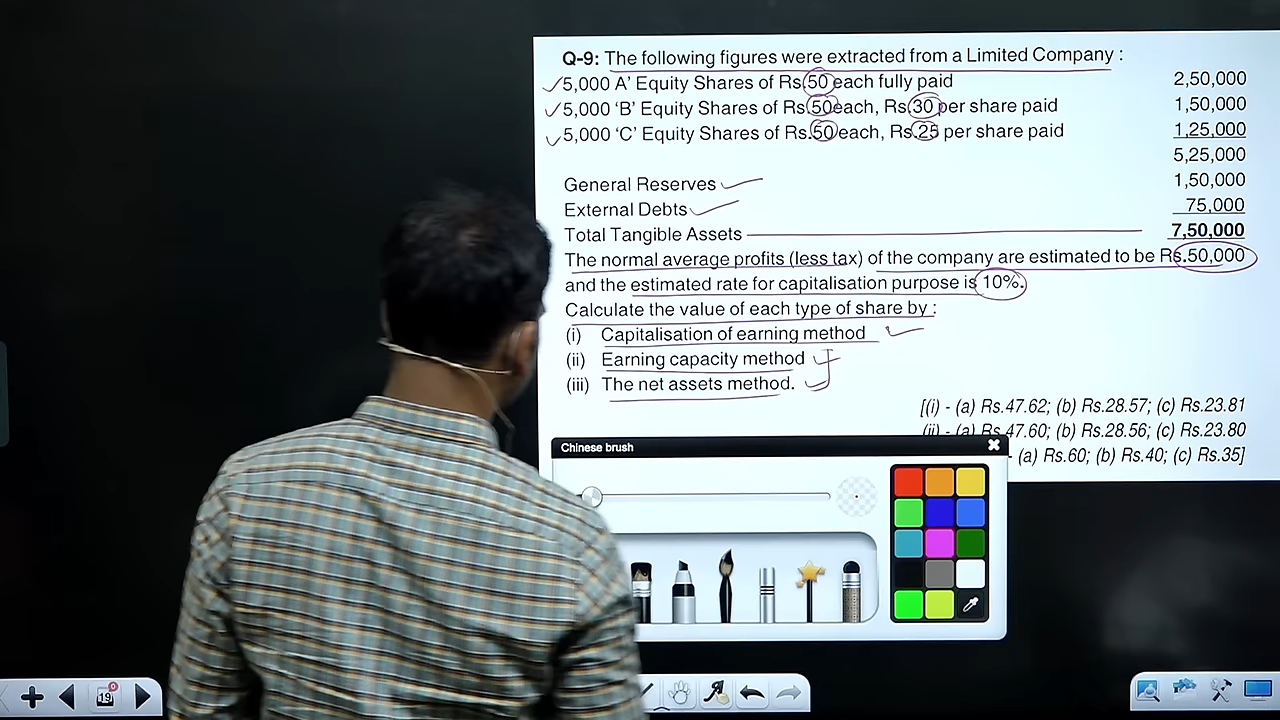 Q-9: The following figures were extracted from a Limited Company :
5,000 A' Equity Shares of Rs.50 each fully paid 2,50,000
5,000 'B' Equity Shares of Rs.50each, Rs.30 per share paid 1,50,000
5,000 'C' Equity Shares of Rs.50 each, Rs.25 per share paid 1,25,000
5,25,000
General Reserves 1,50,000
External Debts 75,000
Total Tangible Assets 7,50,000
The normal average profits (less tax) of the company are estimated to be Rs.50,000
and the estimated rate for capitalisation purpose is 10%.
Calculate the value of each type of share by :
(i) Capitalisation of earning method
(ii) Earning capacity method
(iii) The net assets method.
[(i) - (a) Rs.47.62; (b) Rs.28.57; (c) Rs.23.81
(ii) - (a) Rs.47.60; (b) Rs.28.56; (c) Rs.23.80
- (a) Rs.60; (b) Rs.40; (c) Rs.35]
Chinese brush
19
0